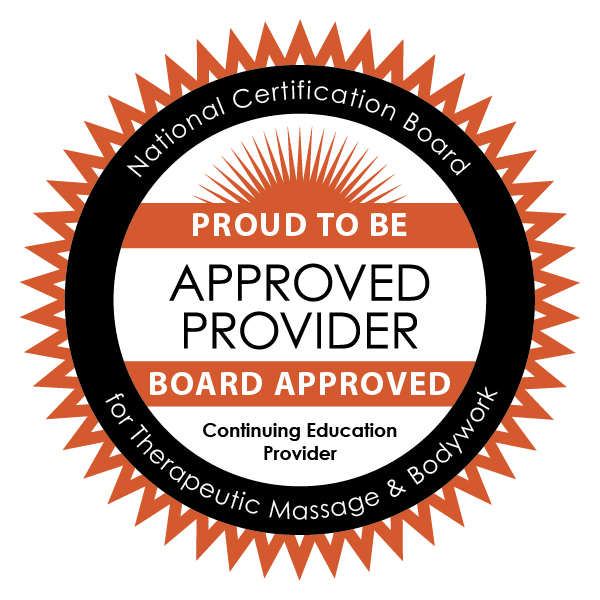 National Certification Board
PROUD TO BE
APPROVED
PROVIDER
BOARD APPROVED
Continuing Education
Provider
for Therapeutic Massage & Bodywork